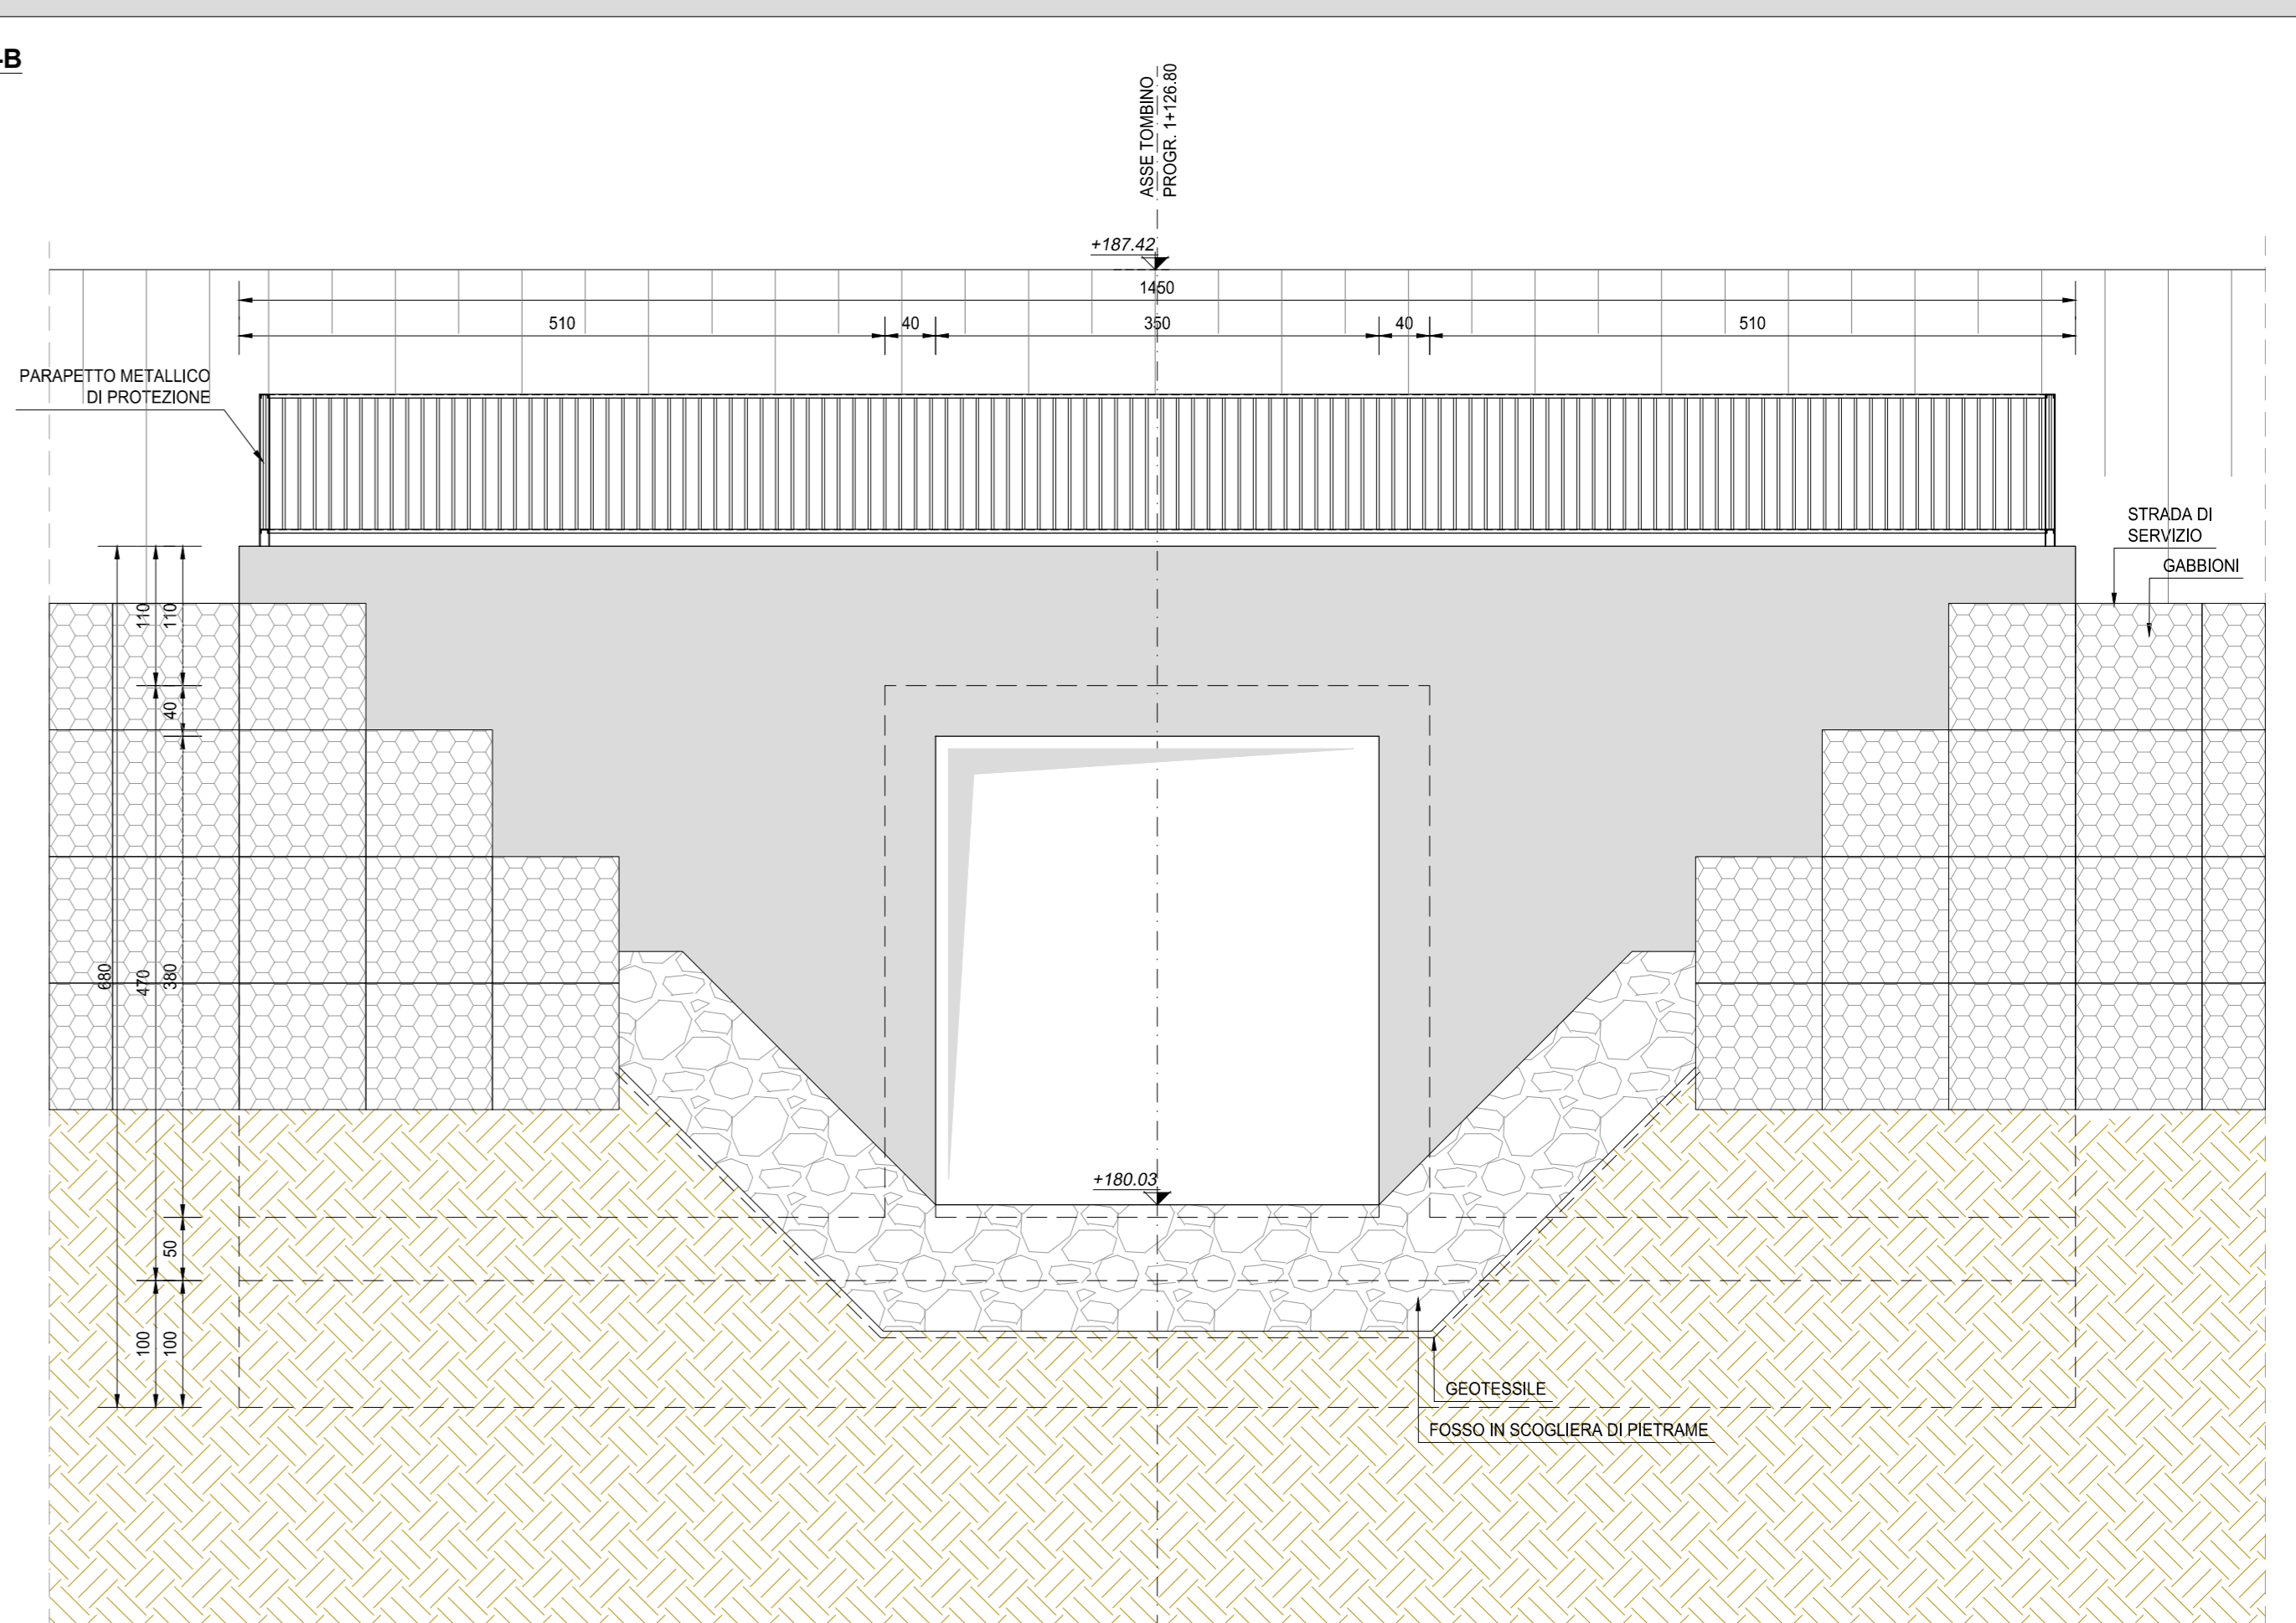 -B
ASSE TOMBINO
PROGR. 1+126.80
+187.42
1450
510
40
350
40
510
PARAPETTO METALLICO
DI PROTEZIONE
STRADA DI
SERVIZIO
GABBIONI
110
110
40
680
470
380
+180.03
50
100
100
GEOTESSILE
FOSSO IN SCOGLIERA DI PIETRAME